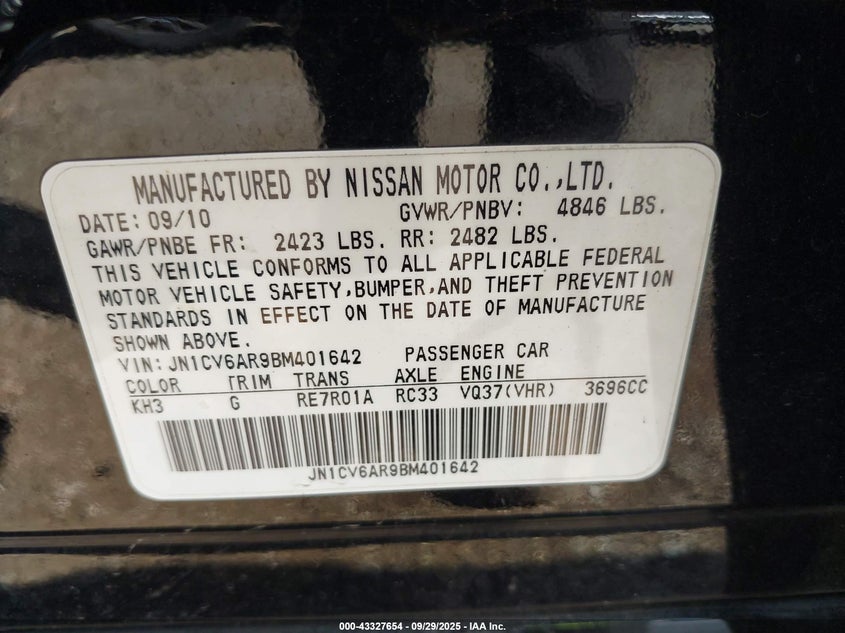 MANUFACTURED BY NISSAN MOTOR CO.,LTD.
DATE: 09/10 GVWR/PNBV: 4846 LBS.
GAWR/PNBE FR: 2423 LBS. RR: 2482 LBS.
THIS VEHICLE CONFORMS TO ALL APPLICABLE FEDERAL
MOTOR VEHICLE SAFETY,BUMPER,AND THEFT PREVENTION
STANDARDS IN EFFECT ON THE DATE OF MANUFACTURE
SHOWN ABOVE.
VIN: JN1CV6AR9BM401642 PASSENGER CAR
COLOR TRIM TRANS AXLE ENGINE
KH3 G RE7R01A RC33 VQ37(VHR) 3696CC
JN1CV6AR9BM401642
000-43327654 - 09/29/2025 - IAA Inc.